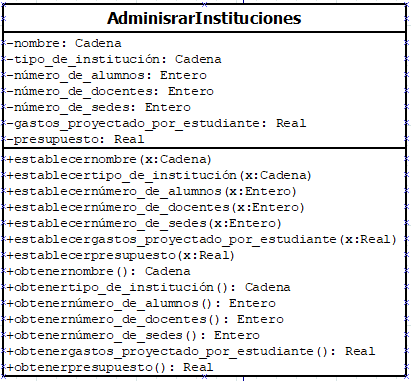 AdminisrarInstituciones
-nombre: Cadena
-tipo_de_institución: Cadena
-número_de_alumnos: Entero
-número_de_docentes: Entero
-número_de_sedes: Entero
-gastos_proyectado_por_estudiante: Real
-presupuesto: Real
+establecernombre(x:Cadena)
+establecertipo_de_institución(x:Cadena)
+establecernúmero_de_alumnos(x:Entero)
+establecernúmero_de_docentes(x:Entero)
+establecernúmero_de_sedes(x:Entero)
+establecergastos_proyectado_por_estudiante(x:Real)
+establecerpresupuesto(x:Real)
+obtenernombre(): Cadena
+obtenertipo_de_institución(): Cadena
+obtenernúmero_de_alumnos(): Entero
+obtenernúmero_de_docentes(): Entero
+obtenernúmero_de_sedes(): Entero
+obtenergastos_proyectado_por_estudiante(): Real
+obtenerpresupuesto(): Real